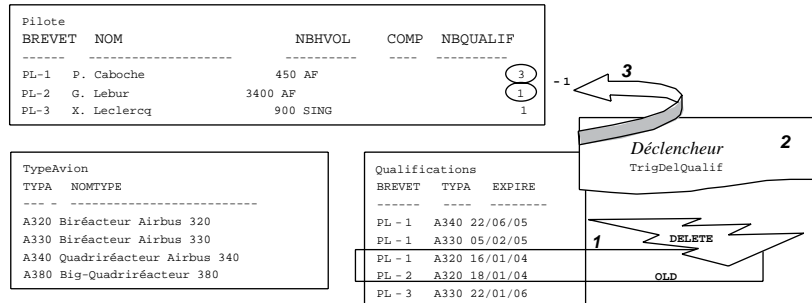 Pilote
BREVET NOM NBHVOL COMP NBQUALIF
------ --------------------- ---------- ---- ----------
PL-1 P. Caboche 450 AF 3
PL-2 G. Lebur 3400 AF 1
PL-3 X. Leclercq 900 SING 1
-1
3
Déclencheur 2
TrigDelQualif
TypeAvion
TYPA NOMTYPE
---- ---------------------------
A320 Biréacteur Airbus 320
A330 Biréacteur Airbus 330
A340 Quadriréacteur Airbus 340
A380 Big-Quadriréacteur 380
Qualifications
BREVET TYPA EXPIRE
------ ---- --------
PL-1 A340 22/06/05
PL-1 A330 05/02/05
PL-1 A320 16/01/04
PL-2 A320 18/01/04
PL-3 A330 22/01/06
1 DELETE
OLD